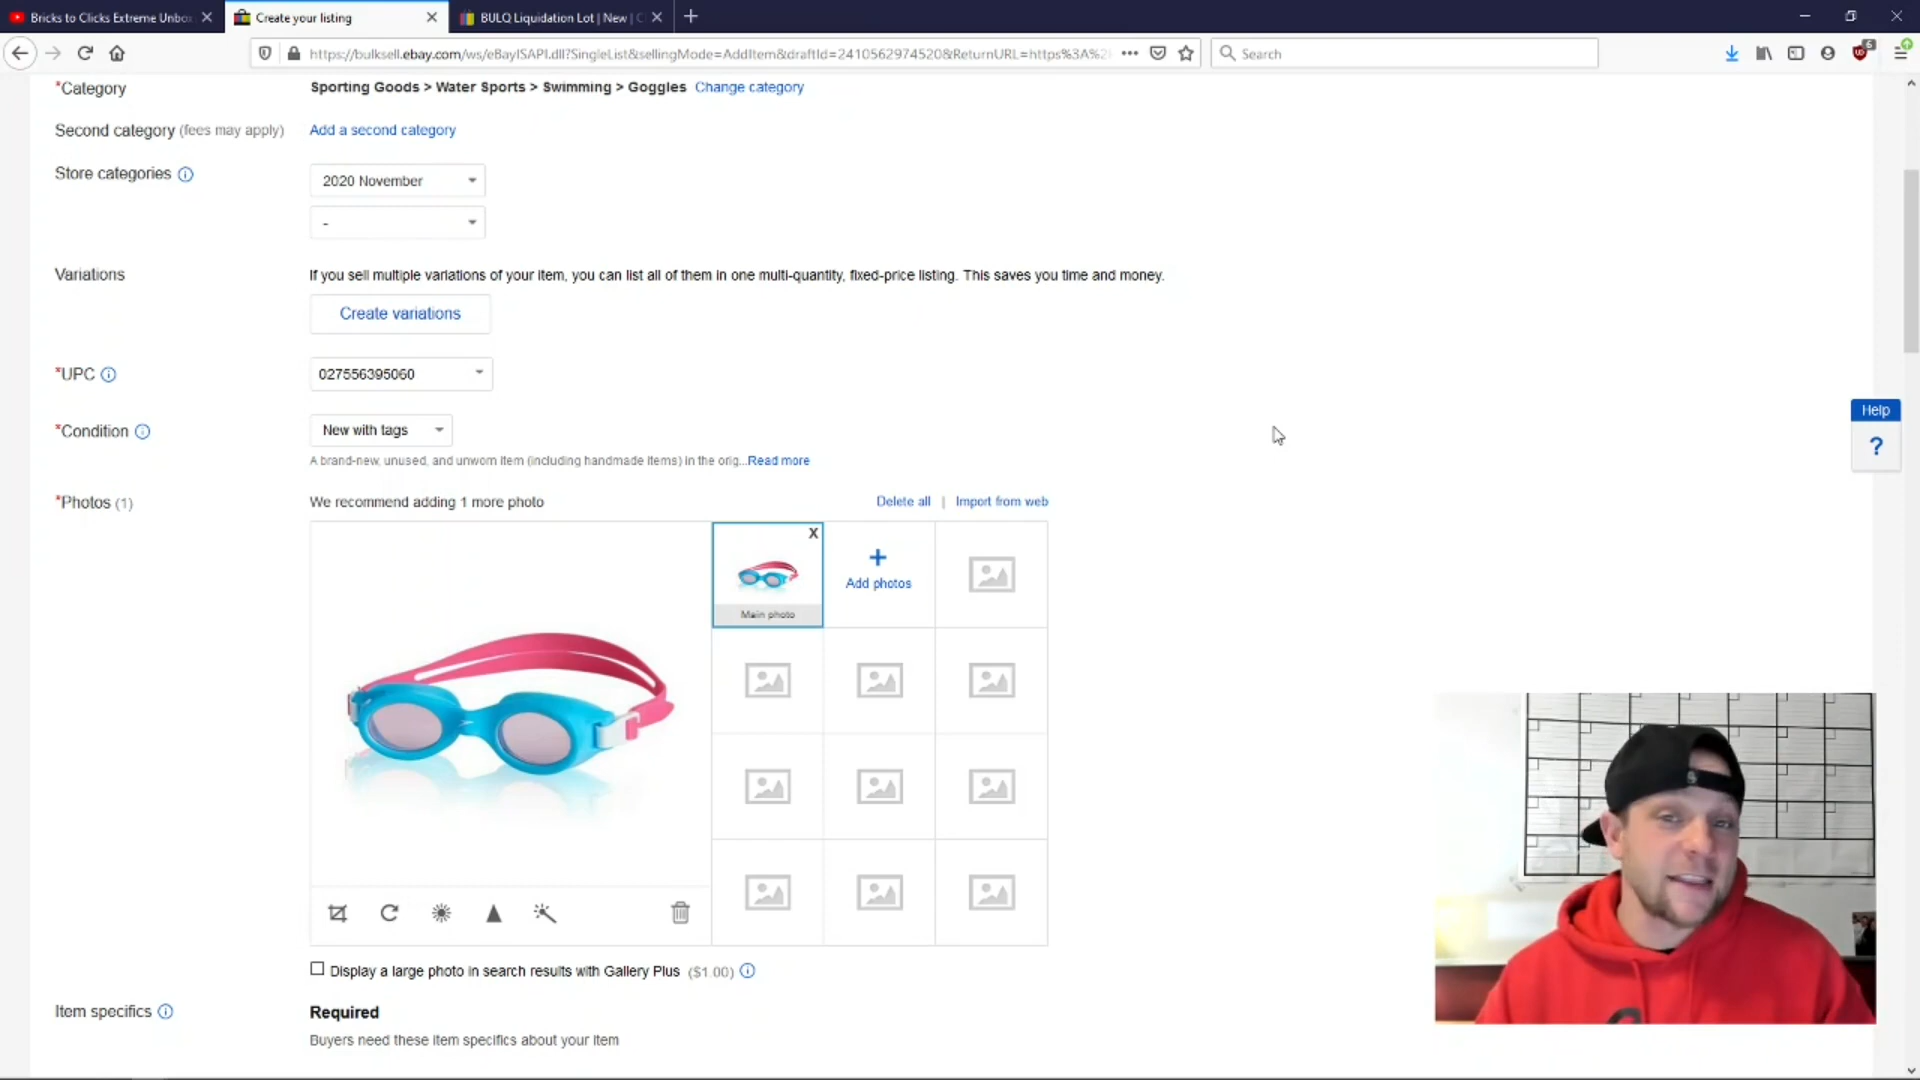 Bricks to Clicks Extreme Unbo
Create your listing
BULQ Liquidation Lot | New | C
https://bulksell.ebay.com/ws/eBayISAPI.dll?SingleList&sellingMode=AddItem&draftId=2410562974520&ReturnURL=https%3A%2
Search
6
*Category
Sporting Goods > Water Sports > Swimming > Goggles Change category
Second category (fees may apply)
Add a second category
Store categories
2020 November
-
Variations
If you sell multiple variations of your item, you can list all of them in one multi-quantity, fixed-price listing. This saves you time and money.
Create variations
*UPC
027556395060
Help
?
*Condition
New with tags
A brand-new, unused, and unworn item (including handmade items) in the orig...Read more
*Photos (1)
We recommend adding 1 more photo
Delete all | Import from web
X
Add photos
Main photo
Display a large photo in search results with Gallery Plus ($1.00)
Item specifics
Required
Buyers need these item specifics about your item